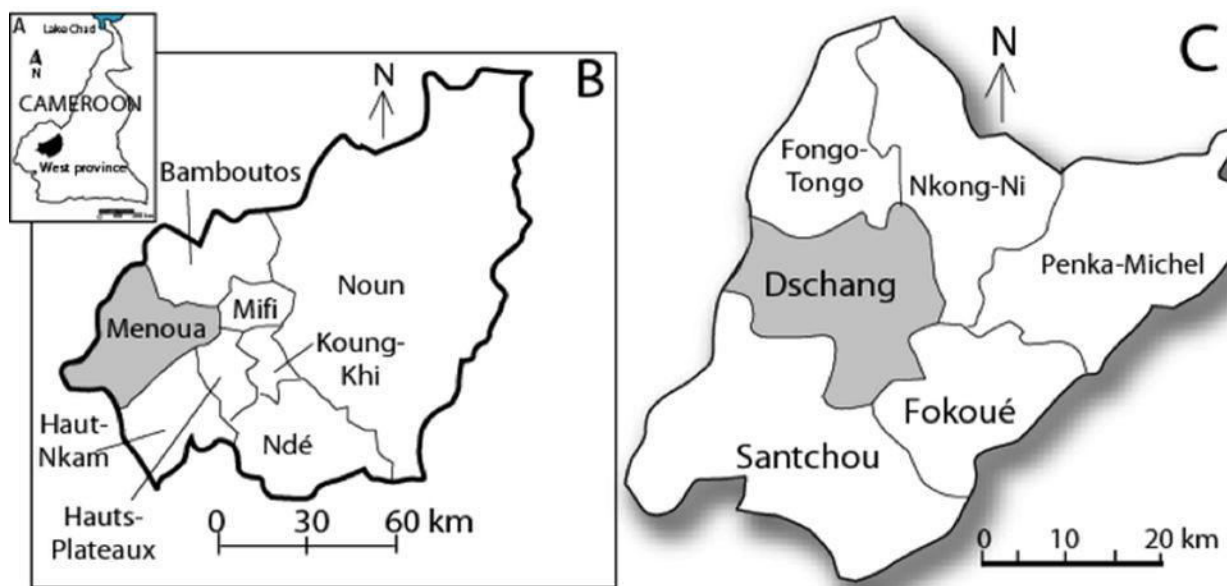 A
Lake Chad
A
N
CAMEROON
West province
B
N
Bamboutos
Noun
Mifi
Menoua
Koung-
Khi
Haut-
Nkam
Ndé
Hauts-
Plateaux
0 30 60 km
C
N
Fongo-
Tongo
Nkong-Ni
Penka-Michel
Dschang
Fokoué
Santchou
0 10 20 km